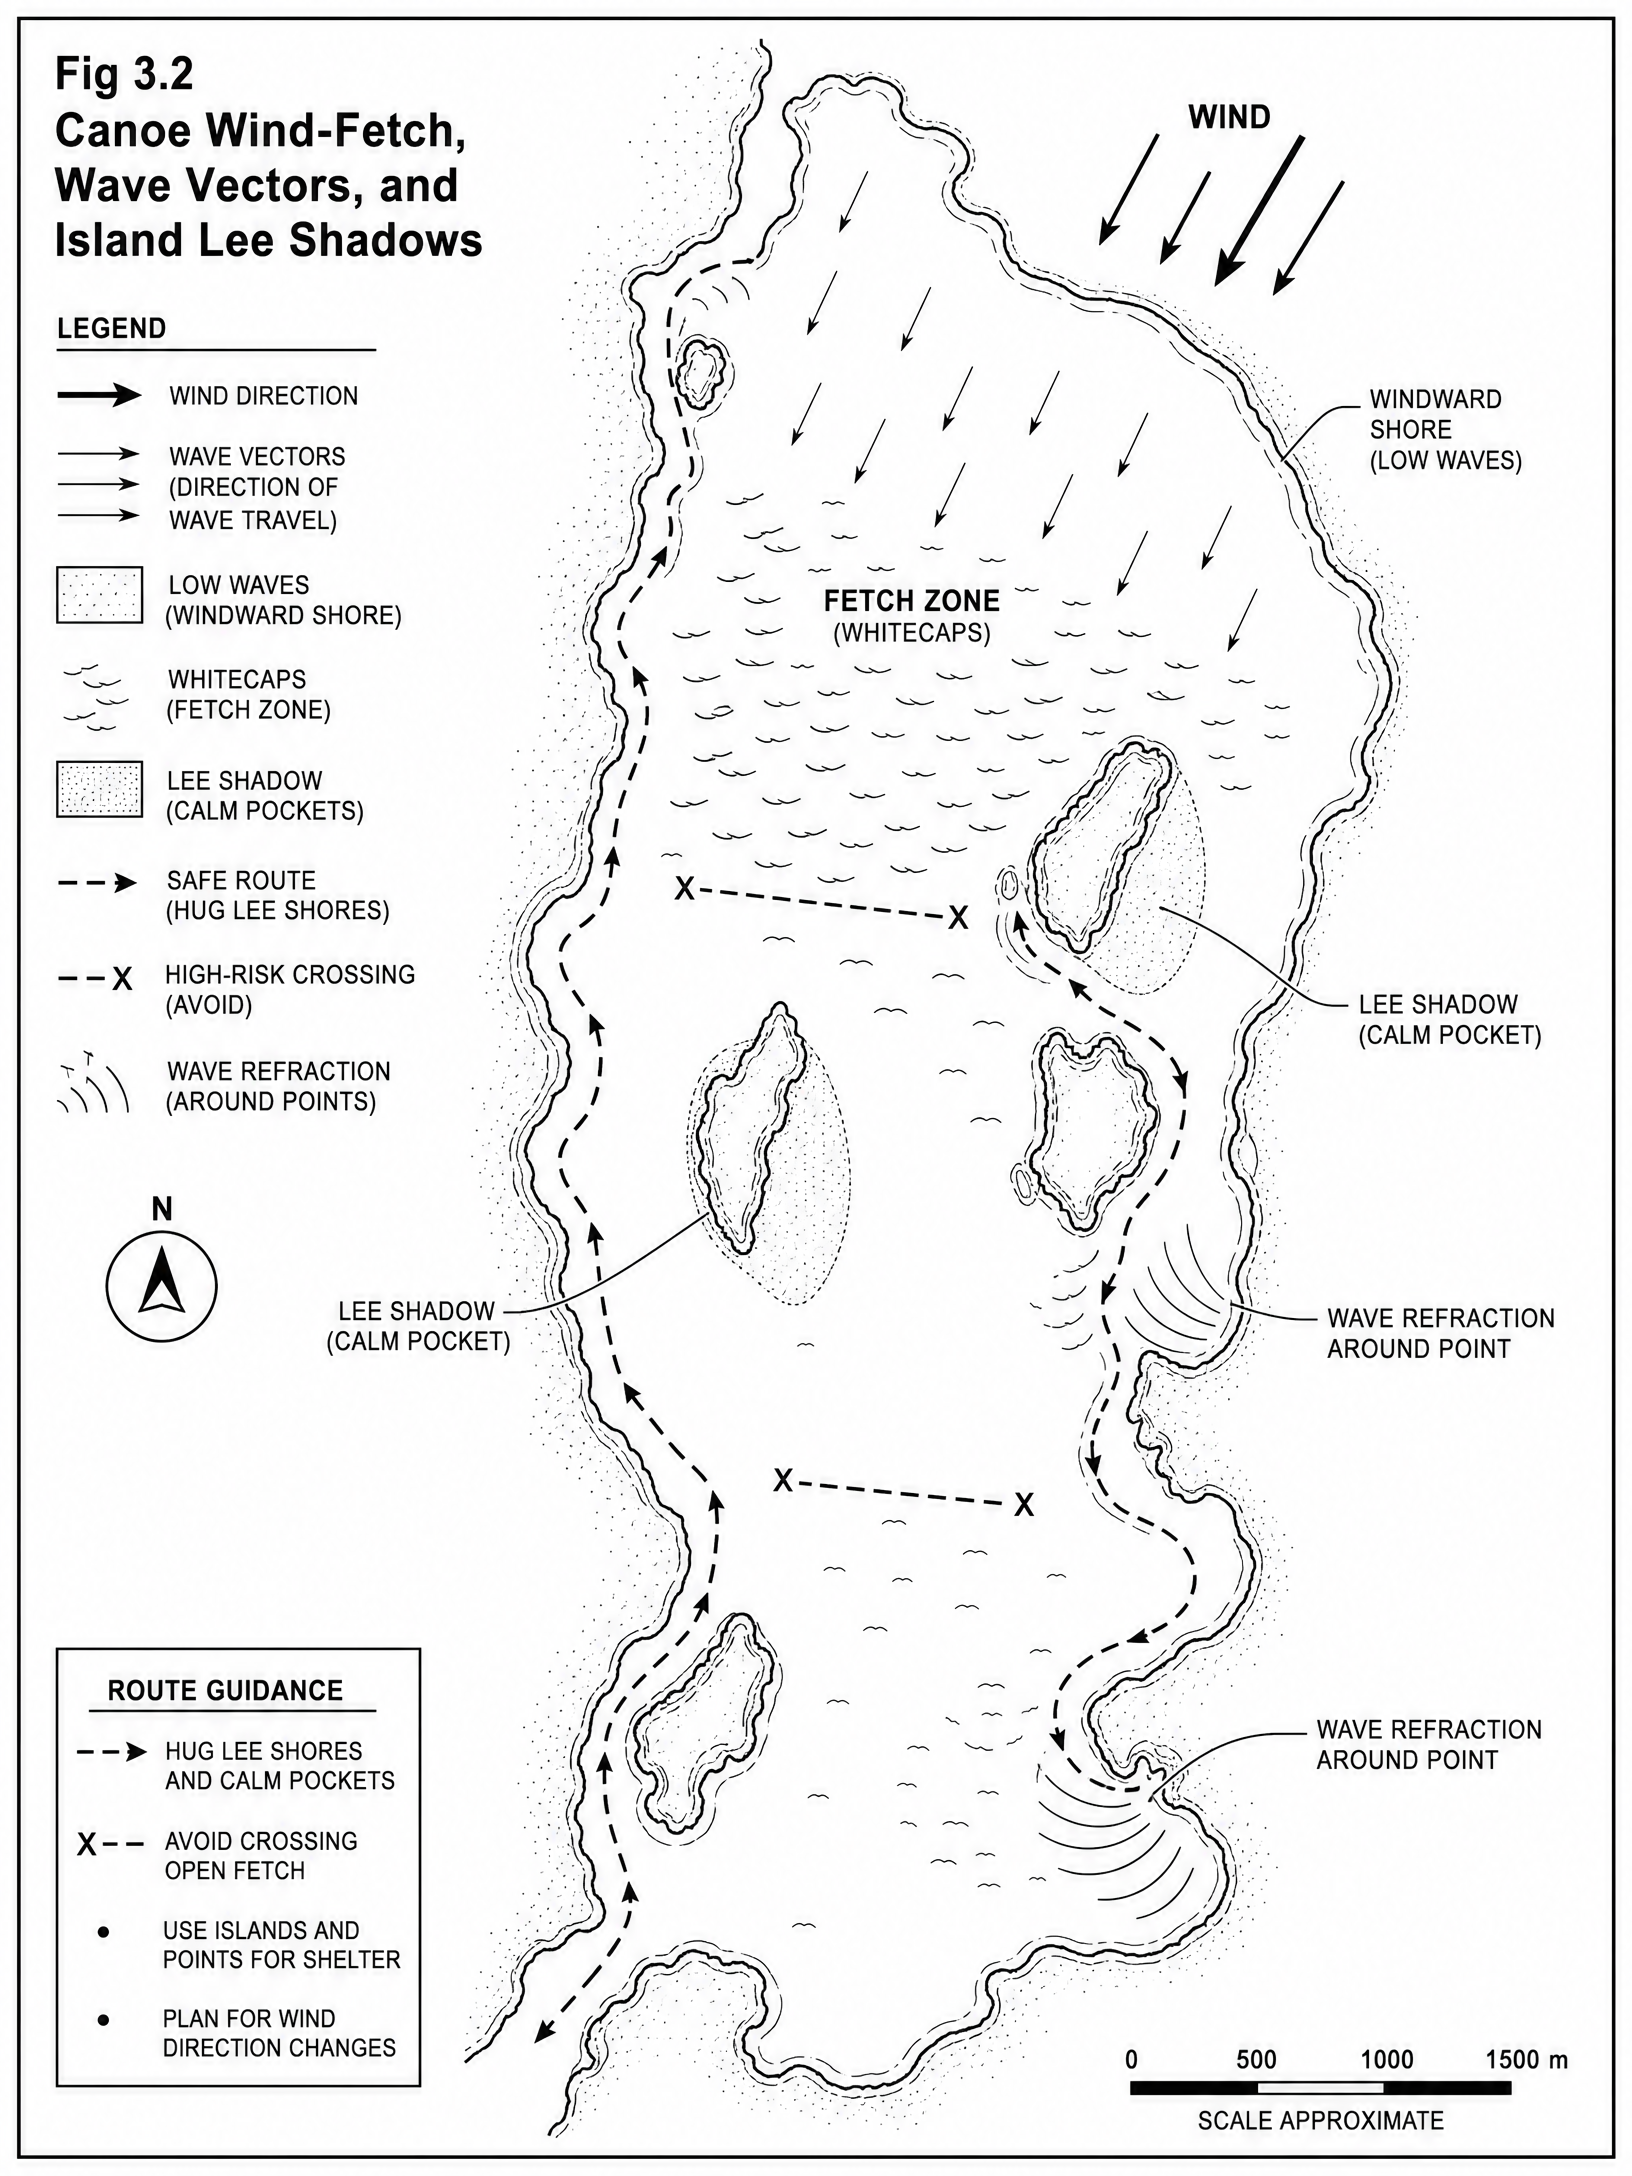 Fig 3.2
Canoe Wind-Fetch,
Wave Vectors, and
Island Lee Shadows
LEGEND
WIND DIRECTION
WAVE VECTORS
(DIRECTION OF
WAVE TRAVEL)
LOW WAVES
(WINDWARD SHORE)
WHITECAPS
(FETCH ZONE)
LEE SHADOW
(CALM POCKETS)
SAFE ROUTE
(HUG LEE SHORES)
X
HIGH-RISK CROSSING
(AVOID)
WAVE REFRACTION
(AROUND POINTS)
N
WIND
WINDWARD
SHORE
(LOW WAVES)
FETCH ZONE
(WHITECAPS)
X
X
LEE SHADOW
(CALM POCKET)
LEE SHADOW
(CALM POCKET)
WAVE REFRACTION
AROUND POINT
X
X
WAVE REFRACTION
AROUND POINT
ROUTE GUIDANCE
HUG LEE SHORES
AND CALM POCKETS
X
AVOID CROSSING
OPEN FETCH
• USE ISLANDS AND
POINTS FOR SHELTER
• PLAN FOR WIND
DIRECTION CHANGES
0 500 1000 1500 m
SCALE APPROXIMATE